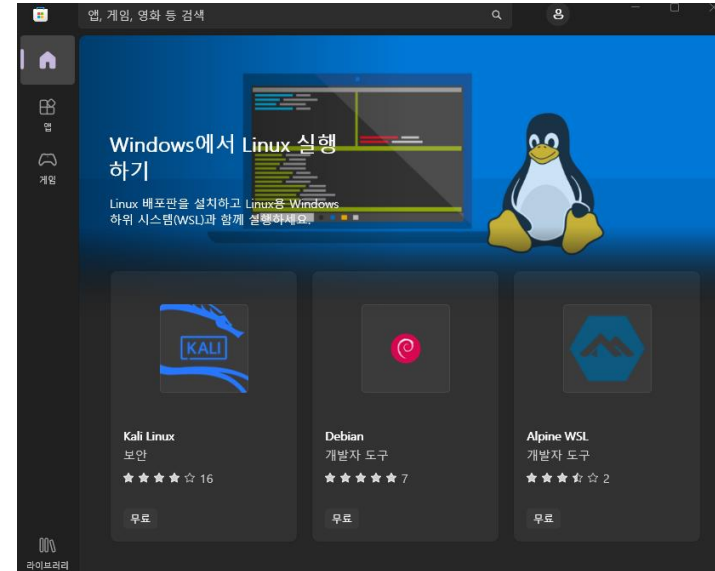 앱, 게임, 영화 등 검색
앱
게임
Windows에서 Linux 실행
하기
Linux 배포판을 설치하고 Linux용 Windows
하위 시스템(WSL)과 함께 실행하세요.
KALI
Kali Linux
보안
16
무료
Debian
개발자 도구
7
무료
Alpine WSL
개발자 도구
2
무료
라이브러리